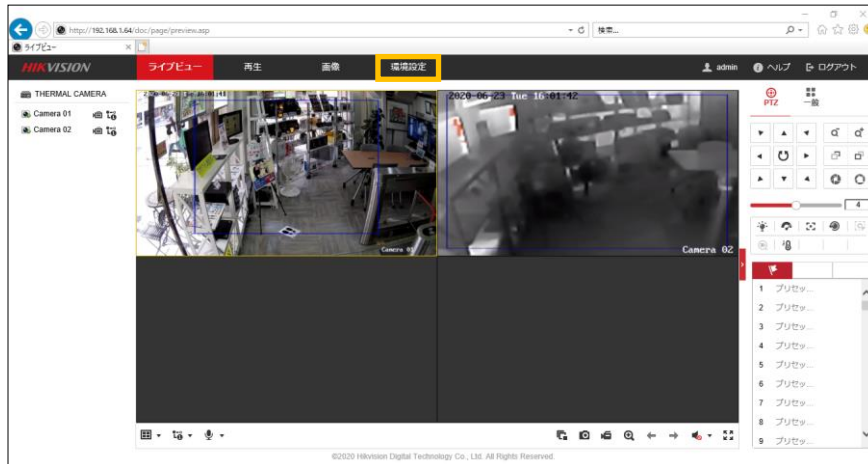 http://192.168.1.64/doc/page/preview.asp
検索...
ライブビュー
HIKVISION
ライブビュー
再生
画像
環境設定
admin
ヘルプ
ログアウト
THERMAL CAMERA
Camera 01
Camera 02
2020-06-23 Tue 16:01:42
Camera 02
PTZ
一般
4
1 プリセッ...
2 プリセッ...
3 プリセッ...
4 プリセッ...
5 プリセッ...
6 プリセッ...
7 プリセッ...
8 プリセッ...
9 プリセッ...
©2020 Hikvision Digital Technology Co., Ltd. All Rights Reserved.